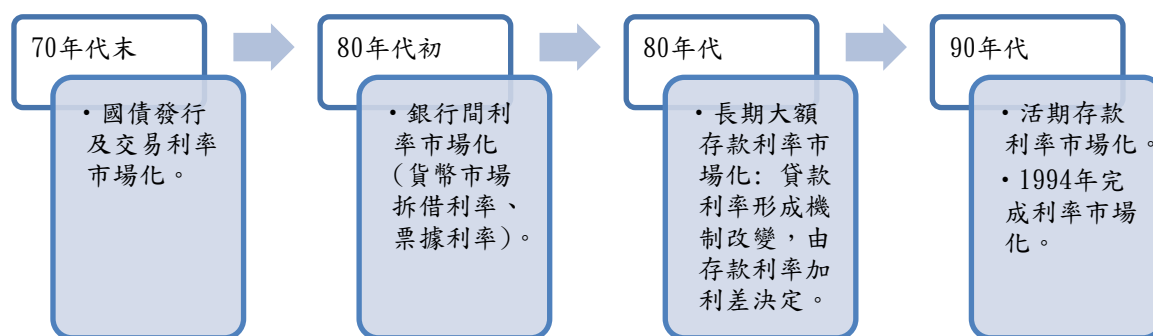 70年代末
・國債發行
及交易利率
市場化。
80年代初
・銀行間利
率市場化
(貨幣市場
拆借利率、
票據利率)。
80年代
・長期大額
存款利率市
場化: 貸款
利率形成機
制改變，由
存款利率加
利差決定。
90年代
・活期存款
利率市場化。
・1994年完
成利率市場
化。